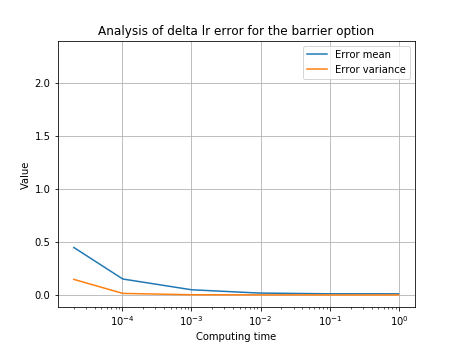 Analysis of delta lr error for the barrier option
Error mean
Error variance
2.0
1.5
1.0
0.5
0.0
Value
10⁻⁴
10⁻³
10⁻²
10⁻¹
10⁰
Computing time